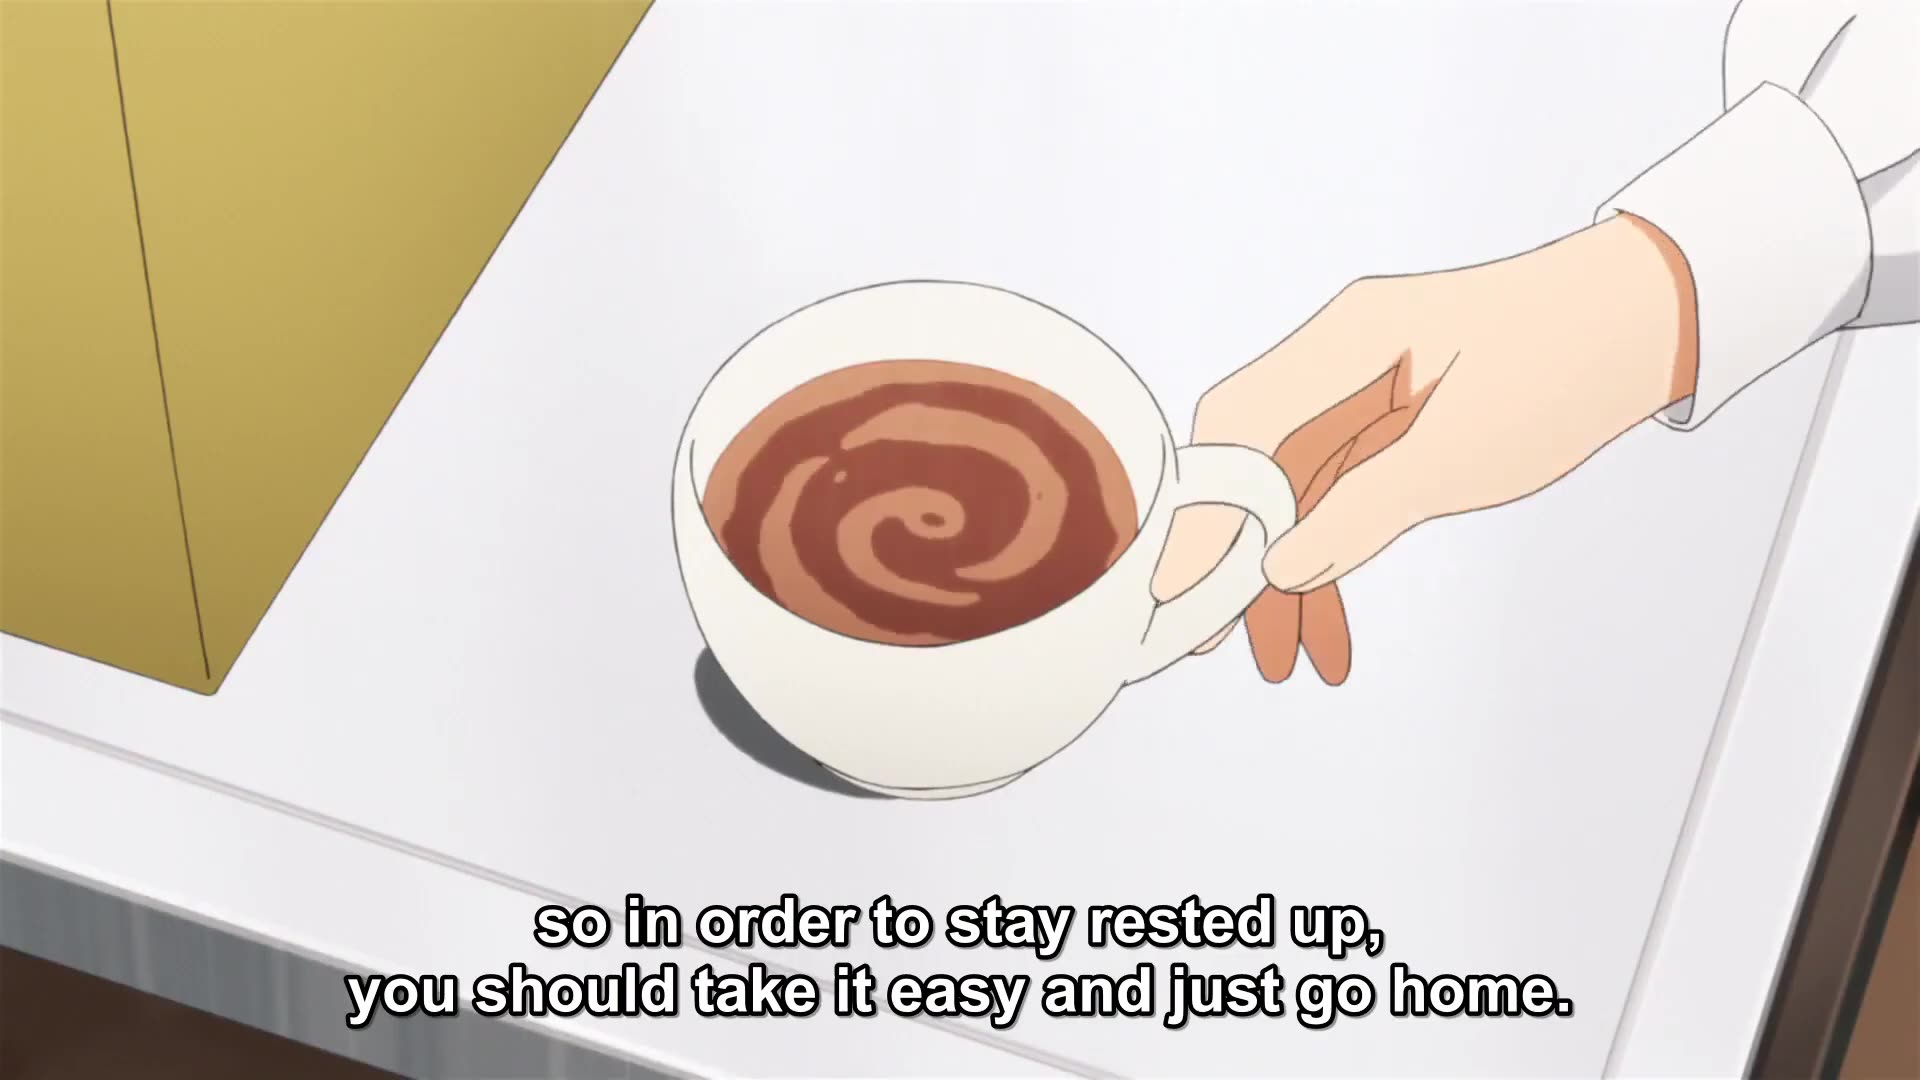 so in order to stay rested up,
you should take it easy and just go home.